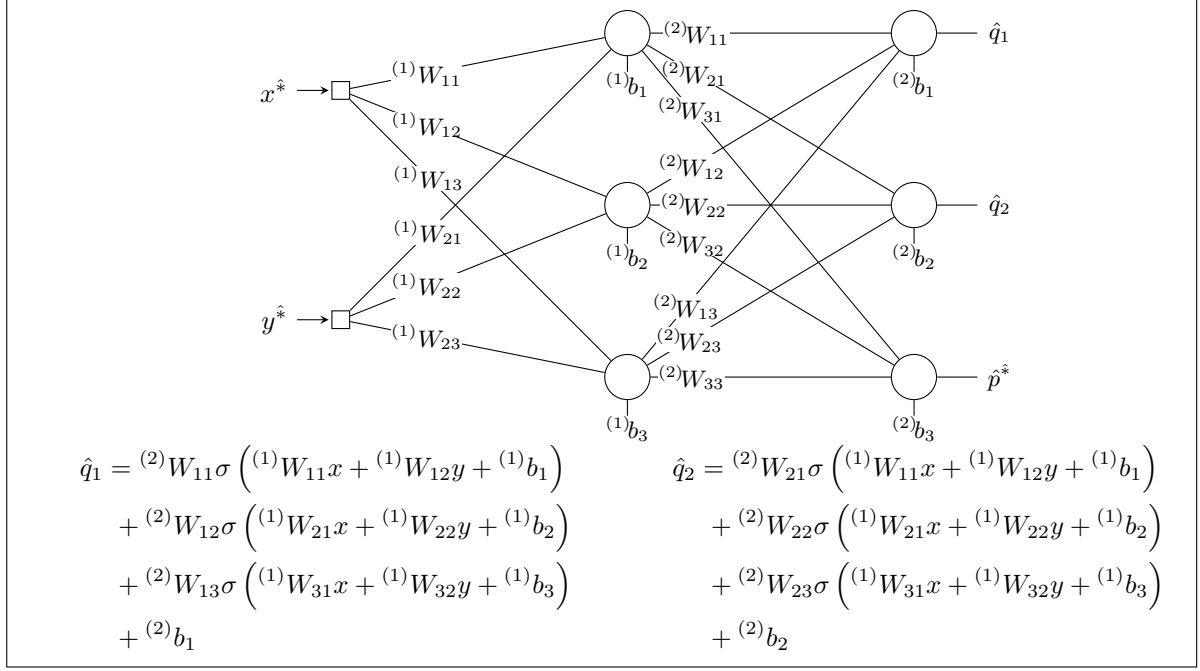 ⁽²⁾W₁₁ q̂₁
⁽¹⁾W₁₁ ⁽²⁾W₂₁ ⁽¹⁾b₁ ⁽²⁾b₁
x^*̂ ⁽²⁾W₃₁
⁽¹⁾W₁₂
⁽¹⁾W₁₃ ⁽²⁾W₁₂
⁽²⁾W₂₂ q̂₂
⁽¹⁾W₂₁ ⁽²⁾W₃₂
⁽¹⁾b₂ ⁽²⁾b₂
⁽¹⁾W₂₂
y^*̂ ⁽²⁾W₁₃
⁽¹⁾W₂₃ ⁽²⁾W₂₃
⁽²⁾W₃₃ p̂^*̂
⁽¹⁾b₃ ⁽²⁾b₃
q̂₁ = ⁽²⁾W₁₁σ(⁽¹⁾W₁₁x + ⁽¹⁾W₁₂y + ⁽¹⁾b₁)
+ ⁽²⁾W₁₂σ(⁽¹⁾W₂₁x + ⁽¹⁾W₂₂y + ⁽¹⁾b₂)
+ ⁽²⁾W₁₃σ(⁽¹⁾W₃₁x + ⁽¹⁾W₃₂y + ⁽¹⁾b₃)
+ ⁽²⁾b₁
q̂₂ = ⁽²⁾W₂₁σ(⁽¹⁾W₁₁x + ⁽¹⁾W₁₂y + ⁽¹⁾b₁)
+ ⁽²⁾W₂₂σ(⁽¹⁾W₂₁x + ⁽¹⁾W₂₂y + ⁽¹⁾b₂)
+ ⁽²⁾W₂₃σ(⁽¹⁾W₃₁x + ⁽¹⁾W₃₂y + ⁽¹⁾b₃)
+ ⁽²⁾b₂